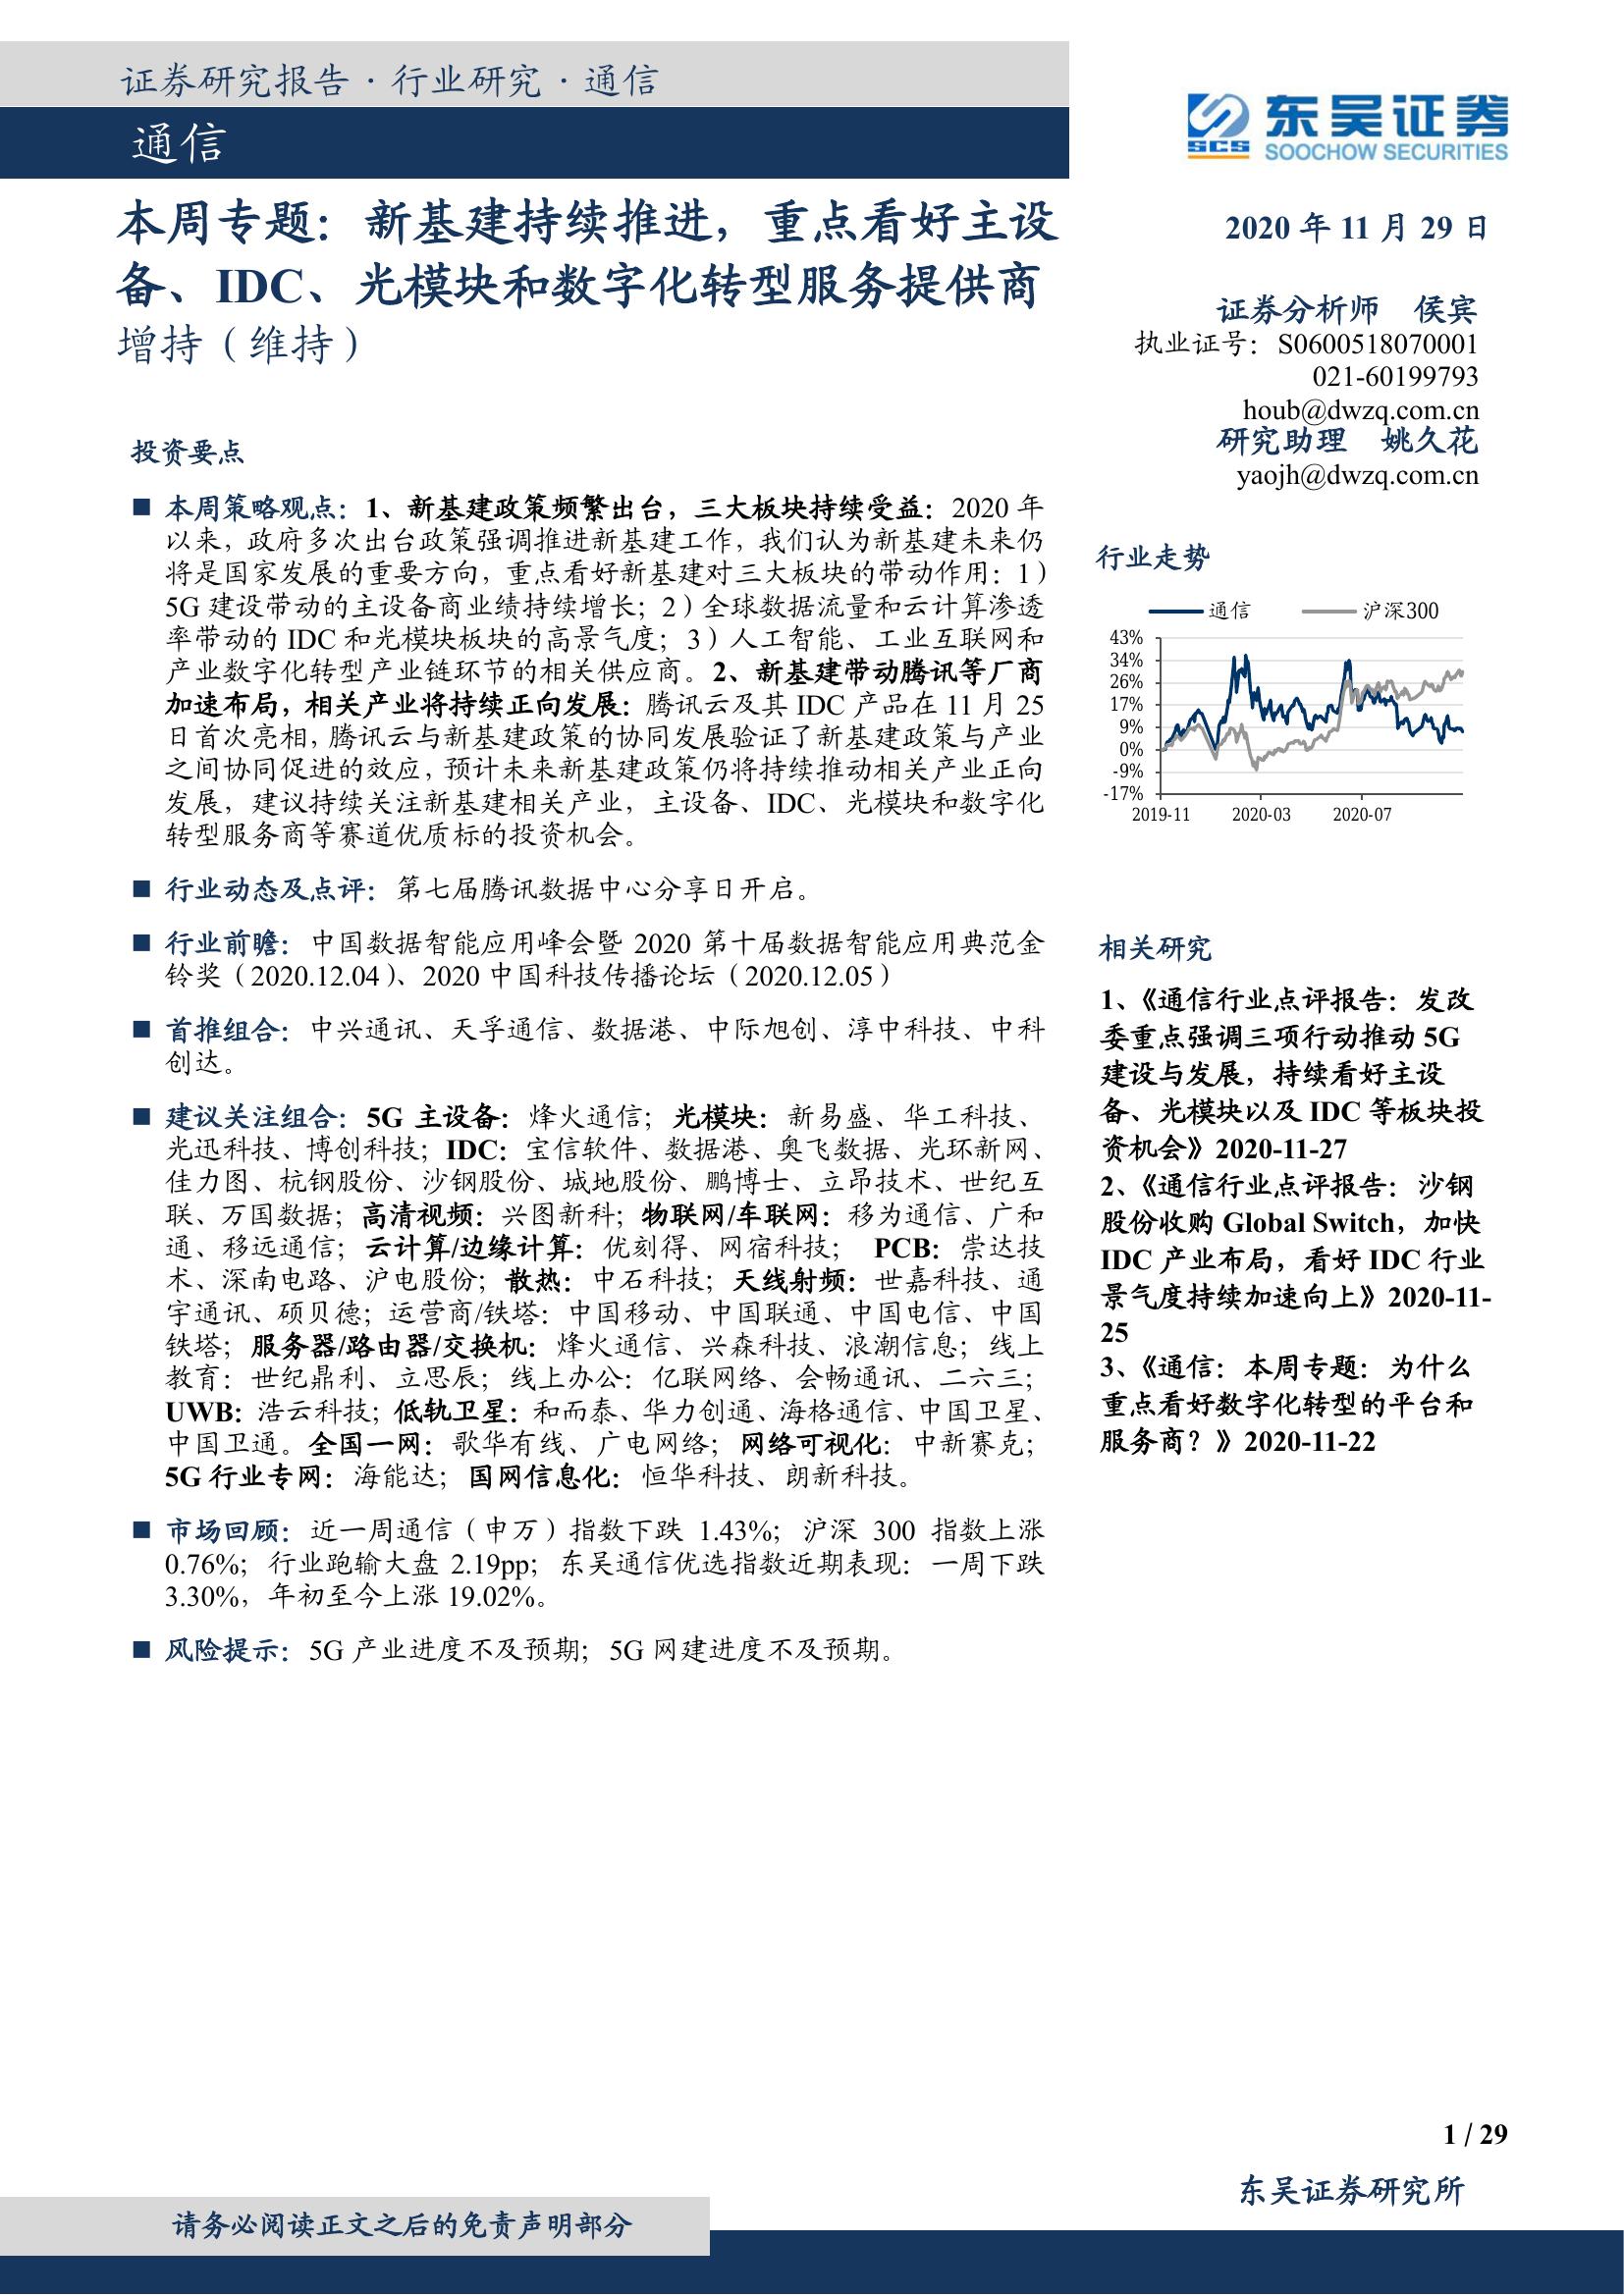 证券研究报告·行业研究·通信
通信
东吴证券
SCS
SOOCHOW SECURITIES
本周专题：新基建持续推进，重点看好主设
备、IDC、光模块和数字化转型服务提供商
增持（维持）
2020 年 11 月 29 日
证券分析师 侯宾
执业证号：S0600518070001
021-60199793
houb@dwzq.com.cn
研究助理 姚久花
yaojh@dwzq.com.cn
投资要点
■ 本周策略观点：1、新基建政策频繁出台，三大板块持续受益：2020 年
以来，政府多次出台政策强调推进新基建工作，我们认为新基建未来仍
将是国家发展的重要方向，重点看好新基建对三大板块的带动作用：1）
5G 建设带动的主设备商业绩持续增长；2）全球数据流量和云计算渗透
率带动的 IDC 和光模块板块的高景气度；3）人工智能、工业互联网和
产业数字化转型产业链环节的相关供应商。2、新基建带动腾讯等厂商
加速布局，相关产业将持续正向发展：腾讯云及其 IDC 产品在 11 月 25
日首次亮相，腾讯云与新基建政策的协同发展验证了新基建政策与产业
之间协同促进的效应，预计未来新基建政策仍将持续推动相关产业正向
发展，建议持续关注新基建相关产业，主设备、IDC、光模块和数字化
转型服务商等赛道优质标的投资机会。
■ 行业动态及点评：第七届腾讯数据中心分享日开启。
■ 行业前瞻：中国数据智能应用峰会暨 2020 第十届数据智能应用典范金
铃奖（2020.12.04）、2020 中国科技传播论坛（2020.12.05）
■ 首推组合：中兴通讯、天孚通信、数据港、中际旭创、淳中科技、中科
创达。
■ 建议关注组合：5G 主设备：烽火通信；光模块：新易盛、华工科技、
光迅科技、博创科技；IDC：宝信软件、数据港、奥飞数据、光环新网、
佳力图、杭钢股份、沙钢股份、城地股份、鹏博士、立昂技术、世纪互
联、万国数据；高清视频：兴图新科；物联网/车联网：移为通信、广和
通、移远通信；云计算/边缘计算：优刻得、网宿科技； PCB：崇达技
术、深南电路、沪电股份；散热：中石科技；天线射频：世嘉科技、通
宇通讯、硕贝德；运营商/铁塔：中国移动、中国联通、中国电信、中国
铁塔；服务器/路由器/交换机：烽火通信、兴森科技、浪潮信息；线上
教育：世纪鼎利、立思辰；线上办公：亿联网络、会畅通讯、二六三；
UWB：浩云科技；低轨卫星：和而泰、华力创通、海格通信、中国卫星、
中国卫通。全国一网：歌华有线、广电网络；网络可视化：中新赛克；
5G 行业专网：海能达；国网信息化：恒华科技、朗新科技。
■ 市场回顾：近一周通信（申万）指数下跌 1.43%；沪深 300 指数上涨
0.76%；行业跑输大盘 2.19pp；东吴通信优选指数近期表现：一周下跌
3.30%，年初至今上涨 19.02%。
■ 风险提示：5G 产业进度不及预期；5G 网建进度不及预期。
行业走势
通信 沪深300
43%
34%
26%
17%
9%
0%
-9%
-17%
2019-11 2020-03 2020-07
相关研究
1、《通信行业点评报告：发改
委重点强调三项行动推动 5G
建设与发展，持续看好主设
备、光模块以及 IDC 等板块投
资机会》2020-11-27
2、《通信行业点评报告：沙钢
股份收购 Global Switch，加快
IDC 产业布局，看好 IDC 行业
景气度持续加速向上》2020-11-
25
3、《通信：本周专题：为什么
重点看好数字化转型的平台和
服务商？》2020-11-22
1 / 29
东吴证券研究所
请务必阅读正文之后的免责声明部分